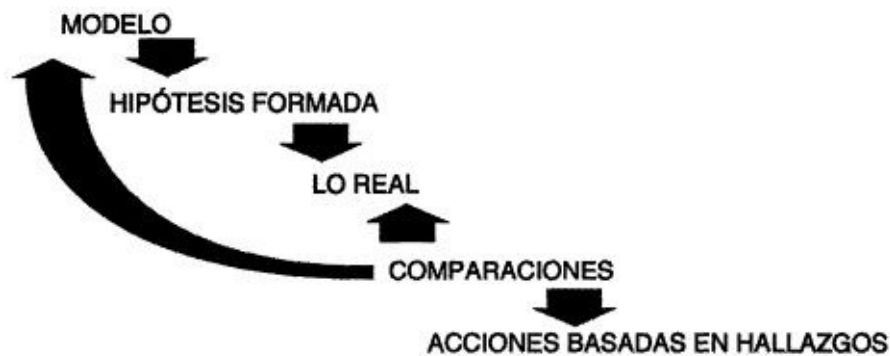 MODELO
HIPÓTESIS FORMADA
LO REAL
COMPARACIONES
ACCIONES BASADAS EN HALLAZGOS